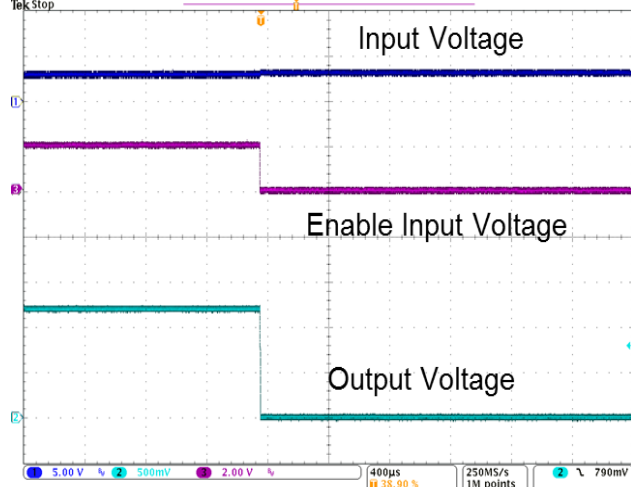 Tek Stop
T
Input Voltage
1
3
Enable Input Voltage
Output Voltage
2
1 5.00 V 2 500mV 3 2.00 V 400µs 250MS/s 2 790mV
T 38.90 % 1M points